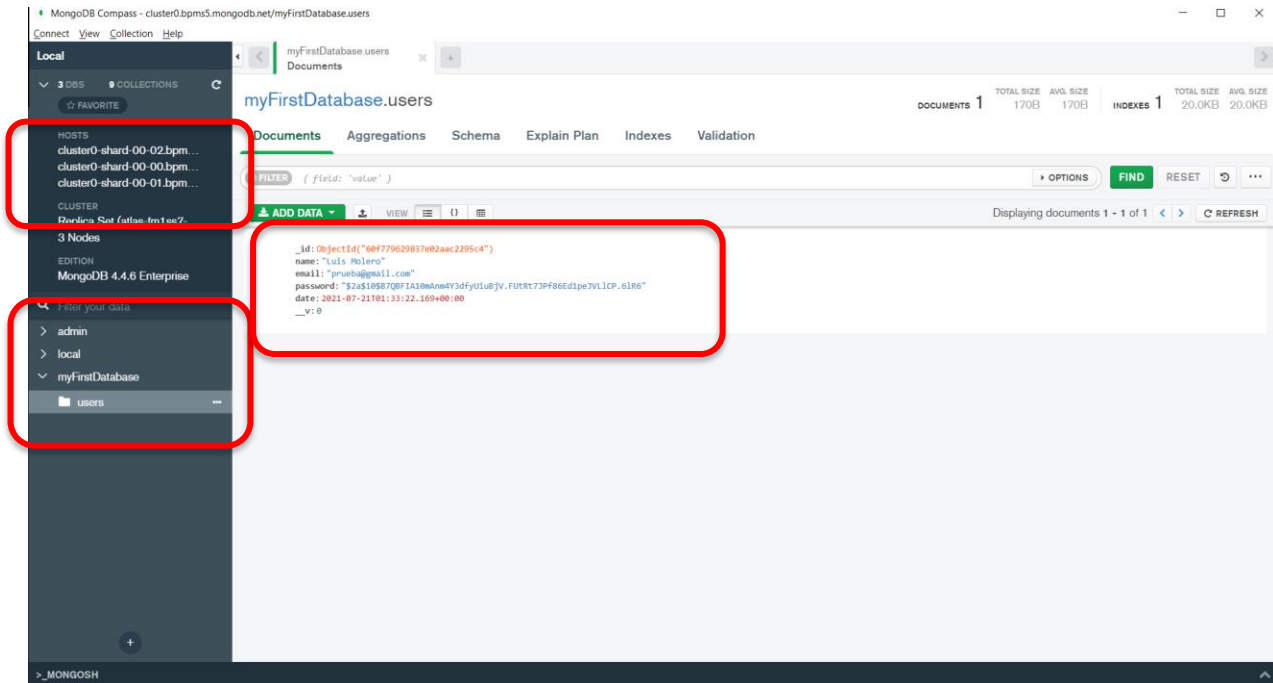 MongoDB Compass - cluster0.bpms5.mongodb.net/myFirstDatabase.users
Connect View Collection Help
Local
3 DBS 9 COLLECTIONS
FAVORITE
HOSTS
cluster0-shard-00-02.bpm...
cluster0-shard-00-00.bpm...
cluster0-shard-00-01.bpm...
CLUSTER
Replica Set (atlas-fm1ss7-
3 Nodes
EDITION
MongoDB 4.4.6 Enterprise
Filter your data
admin
local
myFirstDatabase
users
myFirstDatabase.users
Documents
myFirstDatabase.users
DOCUMENTS 1 TOTAL SIZE 170B AVG. SIZE 170B INDEXES 1 TOTAL SIZE 20.0KB AVG. SIZE 20.0KB
Documents Aggregations Schema Explain Plan Indexes Validation
FILTER { field: 'value' } OPTIONS FIND RESET ...
ADD DATA VIEW {} Displaying documents 1 - 1 of 1 REFRESH
_id: ObjectId("60f779629837e02aac2295c4")
name: "Luis Molero"
email: "prueba@gmail.com"
password: "$2a$10$B7QBFIA10mAnm4Y3dfyUiuBjV.FUtRt7JPf86Ed1peJVLlCP.6lR6"
date: 2021-07-21T01:33:22.169+00:00
__v: 0
>_MONGOSH